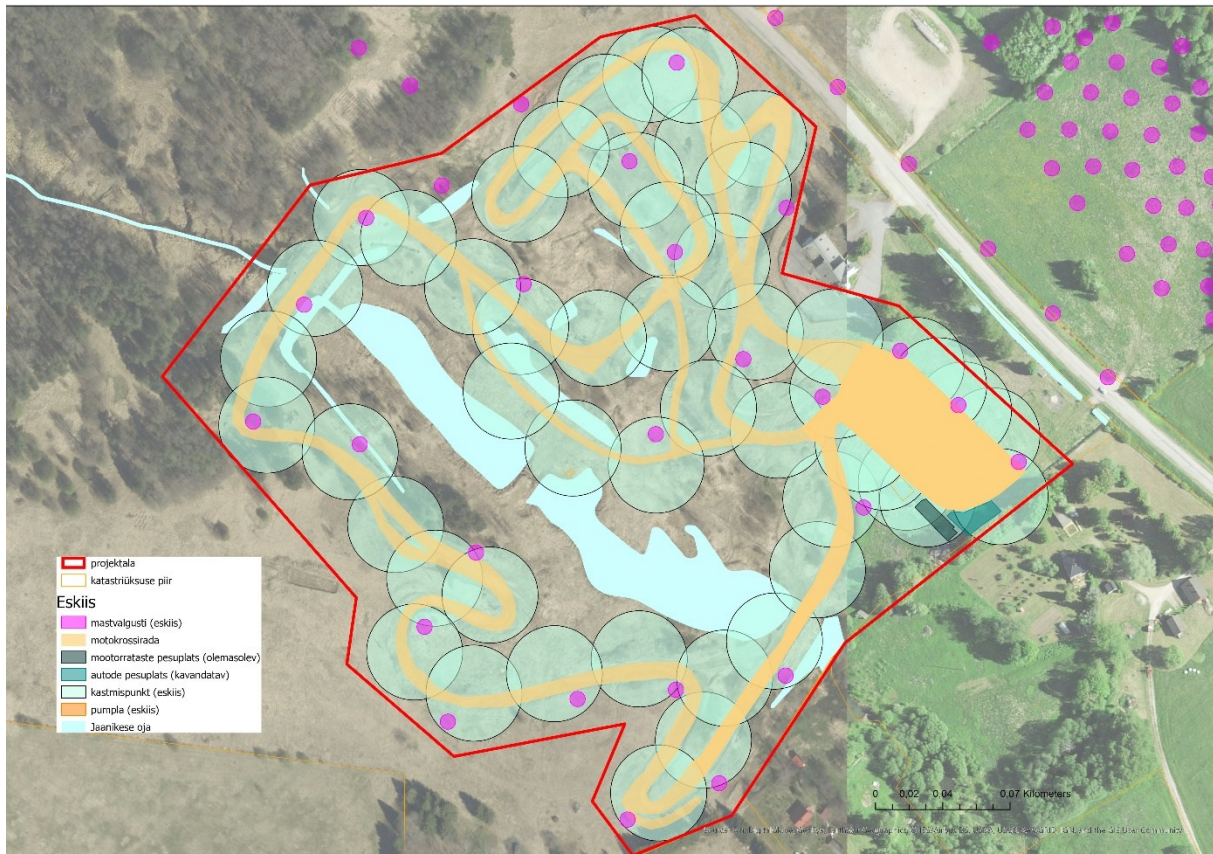 projektala
katastriüksuse piir
Eskiis
mastvalgusti (eskiis)
motokrossirada
mootorrataste pesuplats (olemasolev)
autode pesuplats (kavandatav)
kastmispunkt (eskiis)
pumpla (eskiis)
Jaanikese oja
0 0,02 0,04 0,07 Kilometers